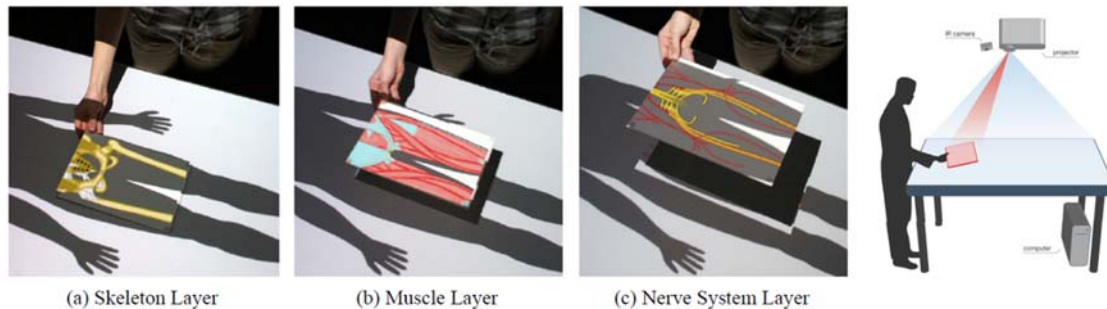 IR camera
projector
computer
(a) Skeleton Layer
(b) Muscle Layer
(c) Nerve System Layer